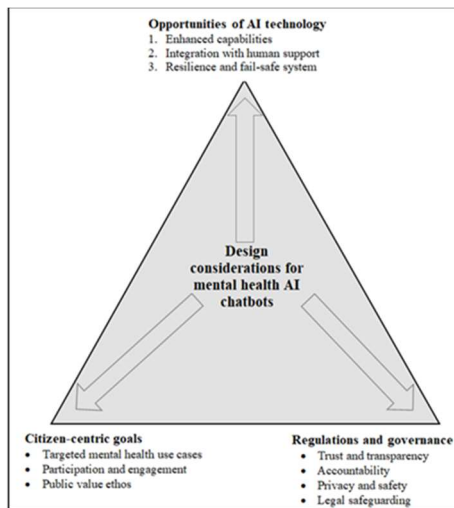 Opportunities of AI technology
1. Enhanced capabilities
2. Integration with human support
3. Resilience and fail-safe system
Design
considerations for
mental health AI
chatbots
Citizen-centric goals
• Targeted mental health use cases
• Participation and engagement
• Public value ethos
Regulations and governance
• Trust and transparency
• Accountability
• Privacy and safety
• Legal safeguarding